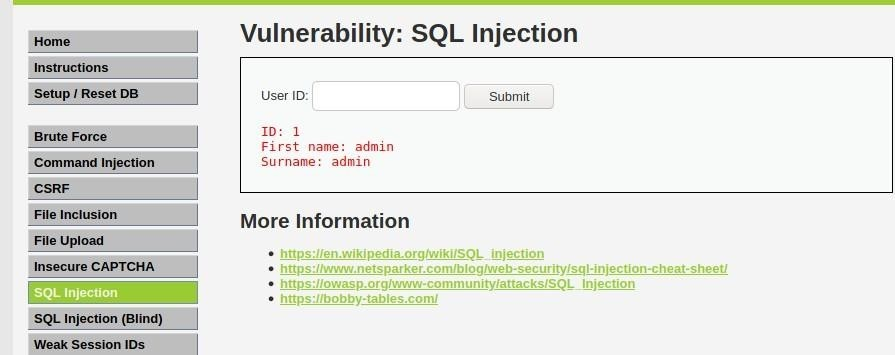 Home
Instructions
Setup / Reset DB
Brute Force
Command Injection
CSRF
File Inclusion
File Upload
Insecure CAPTCHA
SQL Injection
SQL Injection (Blind)
Weak Session IDs
Vulnerability: SQL Injection
User ID: Submit
ID: 1
First name: admin
Surname: admin
More Information
https://en.wikipedia.org/wiki/SQL_injection
https://www.netsparker.com/blog/web-security/sql-injection-cheat-sheet/
https://owasp.org/www-community/attacks/SQL_Injection
https://bobby-tables.com/